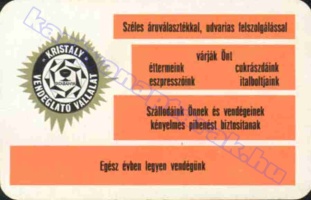 KRISTÁLY
VENDÉGLÁTÓ VÁLLALAT
Széles áruválasztékkal, udvarias felszolgálással
várják Önt
éttermeink cukrászdáink
eszpresszóink italboltjaink
Szállodáink Önnek és vendégeinek
kényelmes pihenést biztosítanak
Egész évben legyen vendégünk